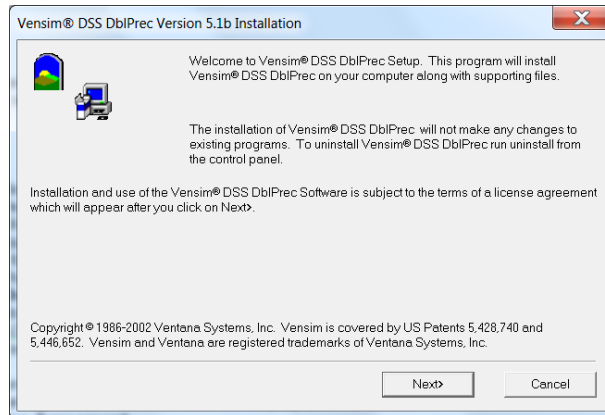 Vensim® DSS DblPrec Version 5.1b Installation
Welcome to Vensim® DSS DblPrec Setup. This program will install
Vensim® DSS DblPrec on your computer along with supporting files.
The installation of Vensim® DSS DblPrec will not make any changes to
existing programs. To uninstall Vensim® DSS DblPrec run uninstall from
the control panel.
Installation and use of the Vensim® DSS DblPrec Software is subject to the terms of a license agreement
which will appear after you click on Next>.
Copyright © 1986-2002 Ventana Systems, Inc. Vensim is covered by US Patents 5,428,740 and
5,446,652. Vensim and Ventana are registered trademarks of Ventana Systems, Inc.
Next>
Cancel